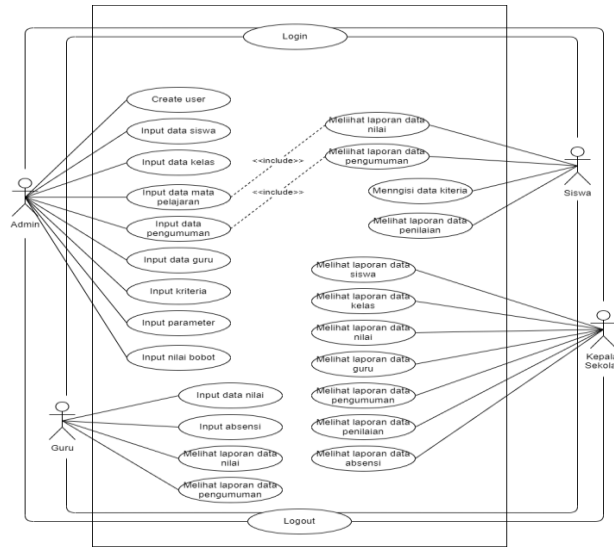 Login
Create user
Input data siswa
Input data kelas
Input data mata
pelajaran
Input data
pengumuman
Input data guru
Input kriteria
Input parameter
Input nilai bobot
Admin
<<include>>
<<include>>
Melihat laporan data
nilai
Meliihat laporan data
pengumuman
Menngisi data kiteria
Melihat laporan data
penilaian
Siswa
Melihat laporan data
siswa
Melihat laporan data
kelas
Melihat laporan data
nilai
Melihat laporan data
guru
Melihat laporan data
pengumuman
Melihat laporan data
penilaian
Melihat laporan data
absensi
Kepala
Sekola
Input data nilai
Input absensi
Melihat laporan data
nilai
Melihat laporan data
pengumuman
Guru
Logout